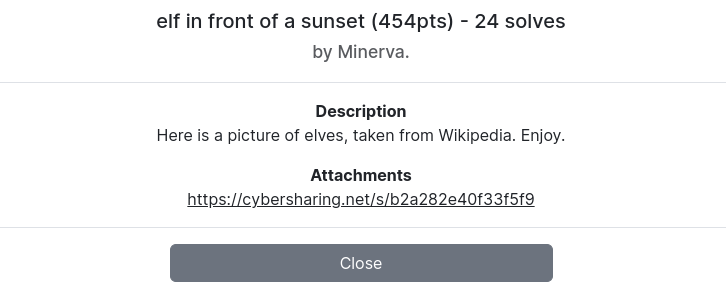 elf in front of a sunset (454pts) - 24 solves
by Minerva.
Description
Here is a picture of elves, taken from Wikipedia. Enjoy.
Attachments
https://cybersharing.net/s/b2a282e40f33f5f9
Close